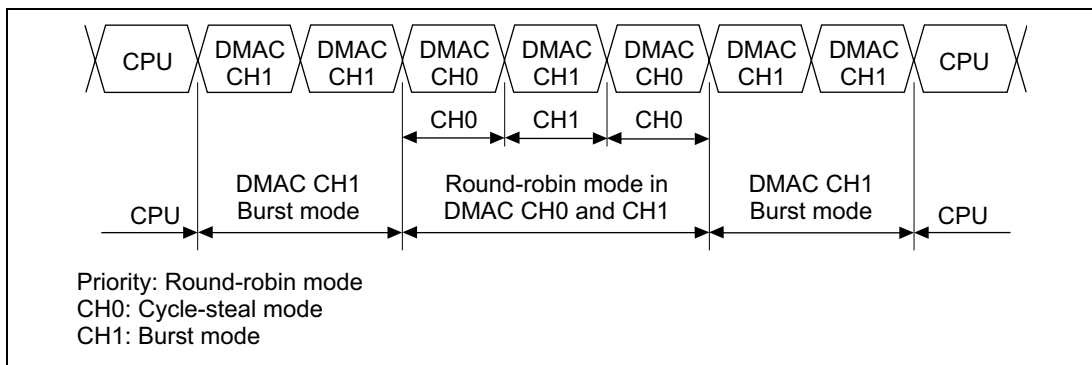 CPU DMAC CH1 DMAC CH1 DMAC CH0 DMAC CH1 DMAC CH0 DMAC CH1 DMAC CH1 CPU
CH0 CH1 CH0
DMAC CH1
Burst mode
Round-robin mode in
DMAC CH0 and CH1
DMAC CH1
Burst mode
CPU
CPU
Priority: Round-robin mode
CH0: Cycle-steal mode
CH1: Burst mode